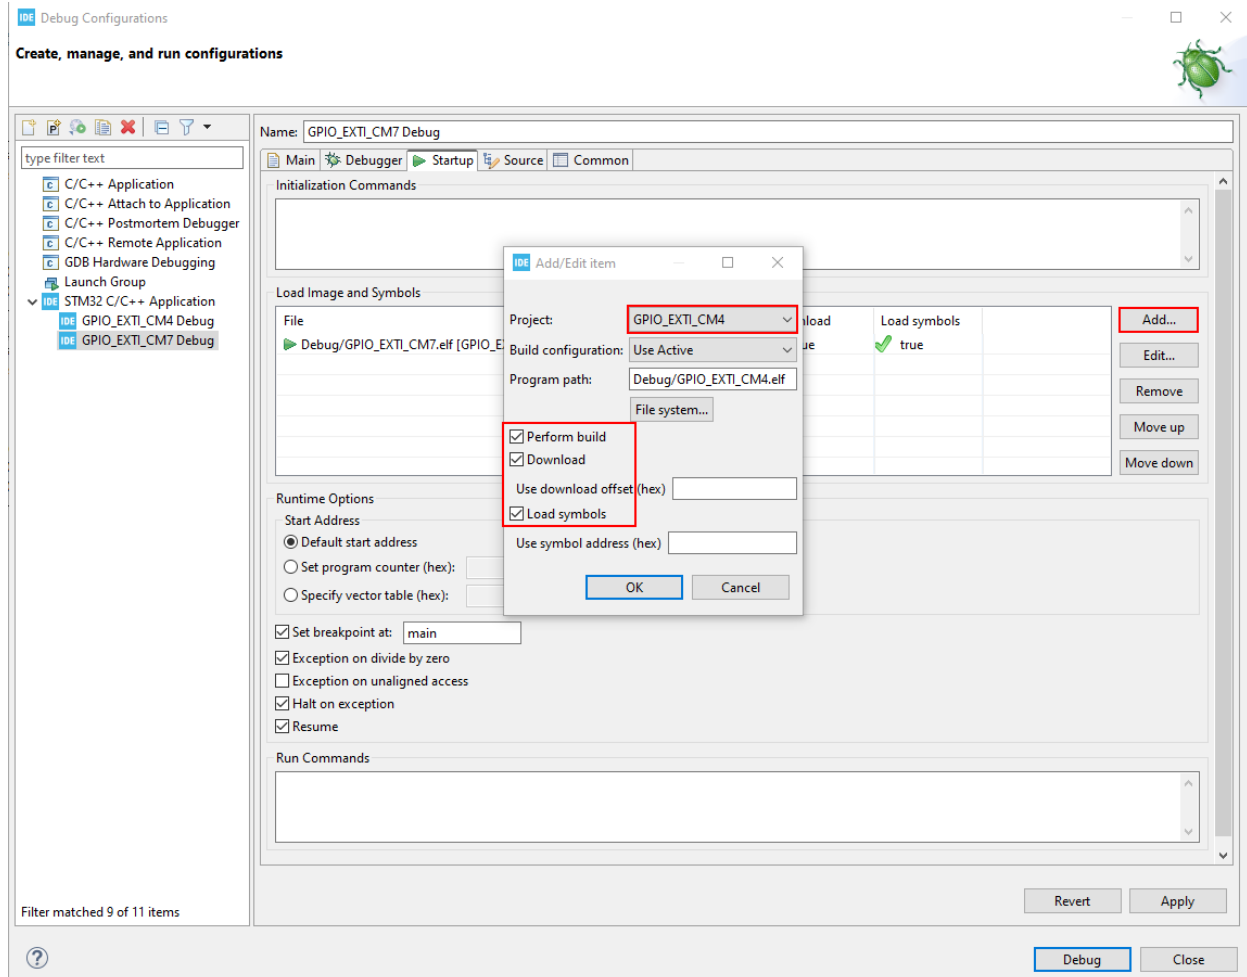 IDE Debug Configurations
Create, manage, and run configurations
Name: GPIO_EXTI_CM7 Debug
type filter text
C/C++ Application
C/C++ Attach to Application
C/C++ Postmortem Debugger
C/C++ Remote Application
GDB Hardware Debugging
Launch Group
IDE STM32 C/C++ Application
IDE GPIO_EXTI_CM4 Debug
IDE GPIO_EXTI_CM7 Debug
Filter matched 9 of 11 items
Main Debugger Startup Source Common
Initialization Commands
Load Image and Symbols
File Load symbols
Debug/GPIO_EXTI_CM7.elf true
Add...
Edit...
Remove
Move up
Move down
IDE Add/Edit item
Project: GPIO_EXTI_CM4
Build configuration: Use Active
Program path: Debug/GPIO_EXTI_CM4.elf
File system...
Perform build
Download
Use download offset (hex)
Load symbols
Use symbol address (hex)
OK Cancel
Runtime Options
Start Address
Default start address
Set program counter (hex):
Specify vector table (hex):
Set breakpoint at: main
Exception on divide by zero
Exception on unaligned access
Halt on exception
Resume
Run Commands
Revert Apply
? Debug Close